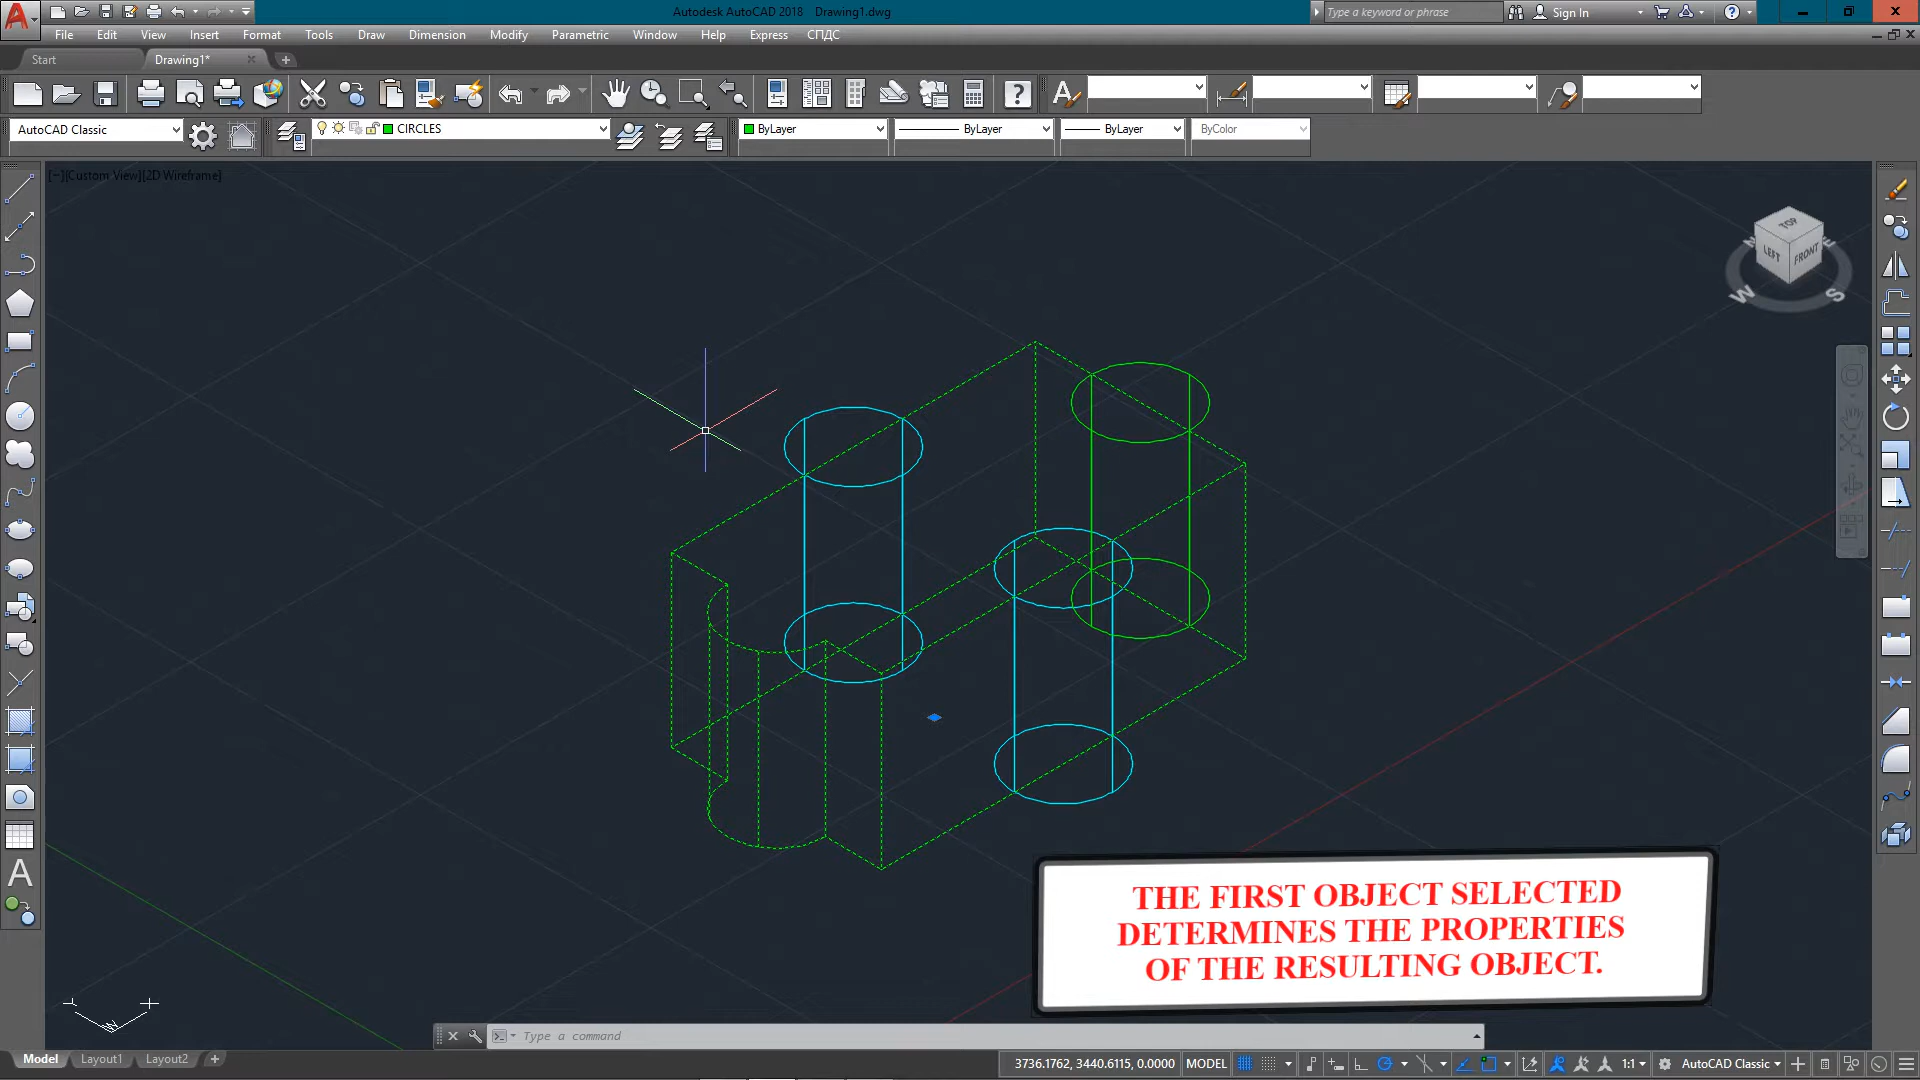 Autodesk AutoCAD 2018 Drawing1.dwg
Type a keyword or phrase
Sign In
File Edit View Insert Format Tools Draw Dimension Modify Parametric Window Help Express СПДС
Start
Drawing1*
AutoCAD Classic
CIRCLES
ByLayer
ByLayer
ByLayer
ByColor
[−][Custom View][2D Wireframe]
TOP
LEFT
FRONT
W
S
THE FIRST OBJECT SELECTED
DETERMINES THE PROPERTIES
OF THE RESULTING OBJECT.
Type a command
Model Layout1 Layout2
3736.1762, 3440.6115, 0.0000 MODEL
1:1
AutoCAD Classic